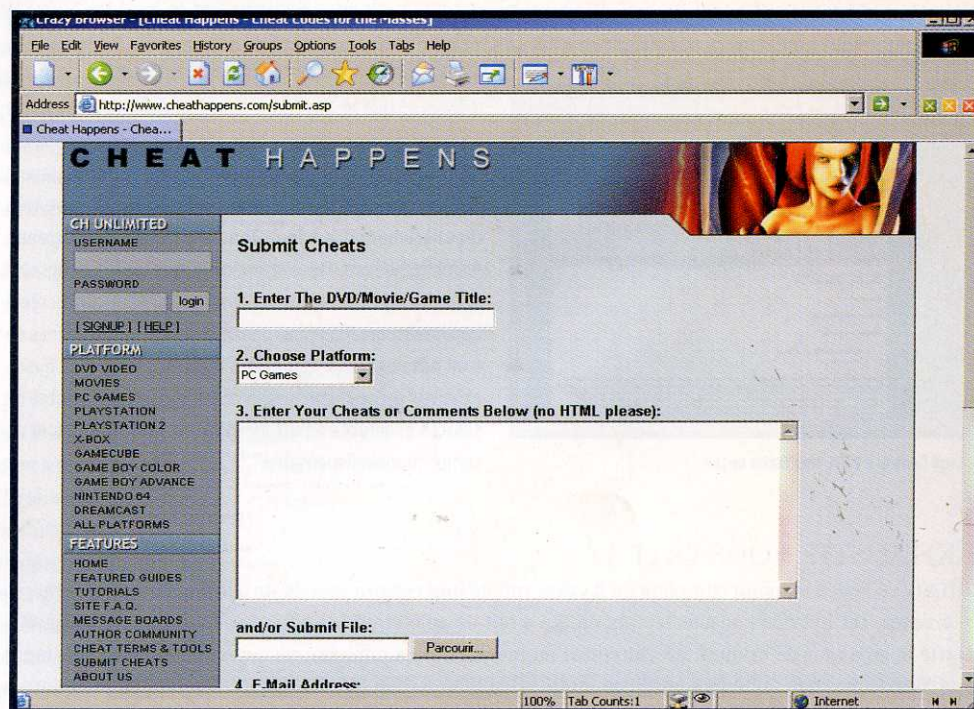 Crazy Browser - [Cheat Happens - Cheat Codes for the Masses]
File Edit View Favorites History Groups Options Tools Tabs Help
Address http://www.cheathappens.com/submit.asp
Cheat Happens - Chea...
CHEAT HAPPENS
CH UNLIMITED
USERNAME
PASSWORD
login
[ SIGNUP ] [ HELP ]
PLATFORM
DVD VIDEO
MOVIES
PC GAMES
PLAYSTATION
PLAYSTATION 2
X-BOX
GAMECUBE
GAME BOY COLOR
GAME BOY ADVANCE
NINTENDO 64
DREAMCAST
ALL PLATFORMS
FEATURES
HOME
FEATURED GUIDES
TUTORIALS
SITE F.A.Q.
MESSAGE BOARDS
AUTHOR COMMUNITY
CHEAT TERMS & TOOLS
SUBMIT CHEATS
ABOUT US
Submit Cheats
1. Enter The DVD/Movie/Game Title:
2. Choose Platform:
PC Games
3. Enter Your Cheats or Comments Below (no HTML please):
and/or Submit File:
Parcourir...
4. E-Mail Address:
100% Tab Counts:1 Internet